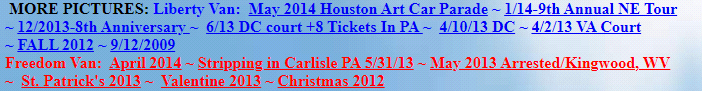 MORE PICTURES: Liberty Van:  May 2014 Houston Art Car Parade ~ 1/14-9th Annual NE Tour
~ 12/2013-8th Anniversary ~  6/13 DC court +8 Tickets In PA ~  4/10/13 DC ~ 4/2/13 VA Court
~ FALL 2012 ~ 9/12/2009
Freedom Van:  April 2014 ~ Stripping in Carlisle PA 5/31/13 ~ May 2013 Arrested/Kingwood, WV
~  St. Patrick's 2013 ~  Valentine 2013 ~ Christmas 2012